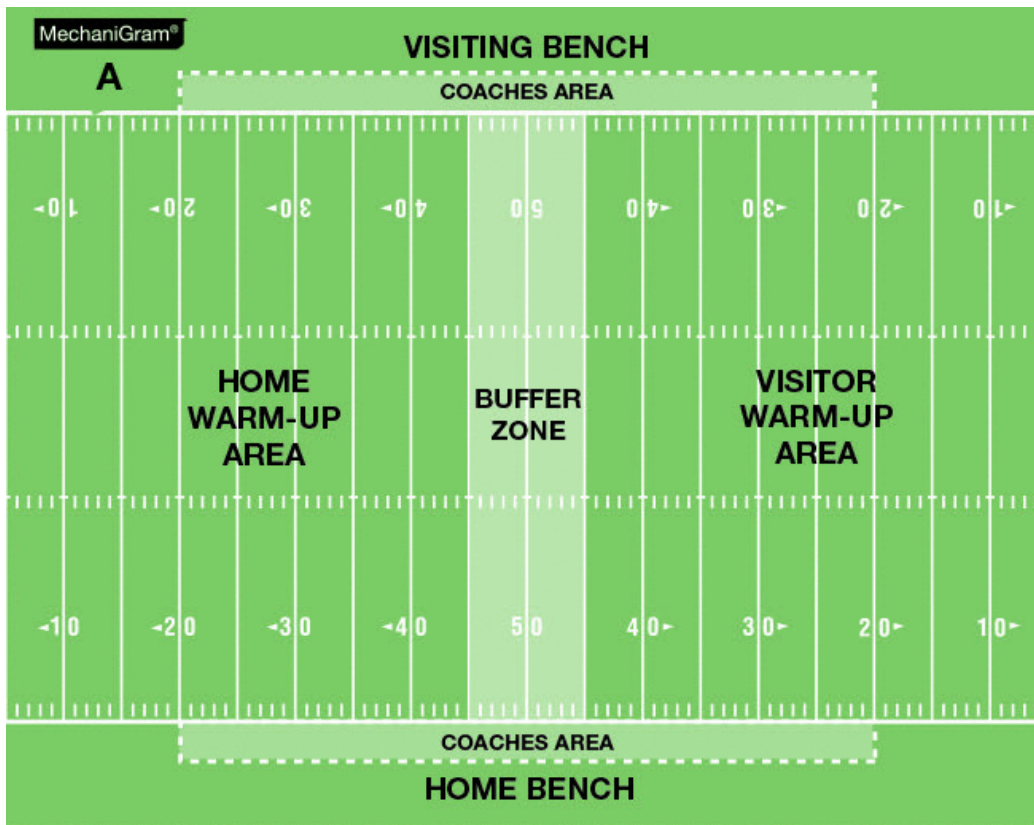 MechaniGram®
A
VISITING BENCH
COACHES AREA
◄10 ◄20 ◄30 ◄40 50 40► 30► 20► 10►
HOME
WARM-UP
AREA
BUFFER
ZONE
VISITOR
WARM-UP
AREA
◄10 ◄20 ◄30 ◄40 50 40► 30► 20► 10►
COACHES AREA
HOME BENCH